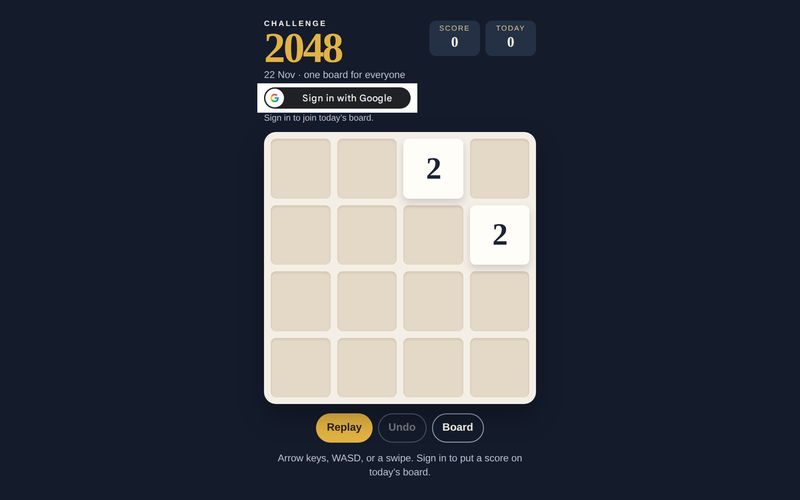 CHALLENGE
2048
22 Nov · one board for everyone
SCORE
0
TODAY
0
Sign in with Google
Sign in to join today's board.
2
2
Replay
Undo
Board
Arrow keys, WASD, or a swipe. Sign in to put a score on
today's board.